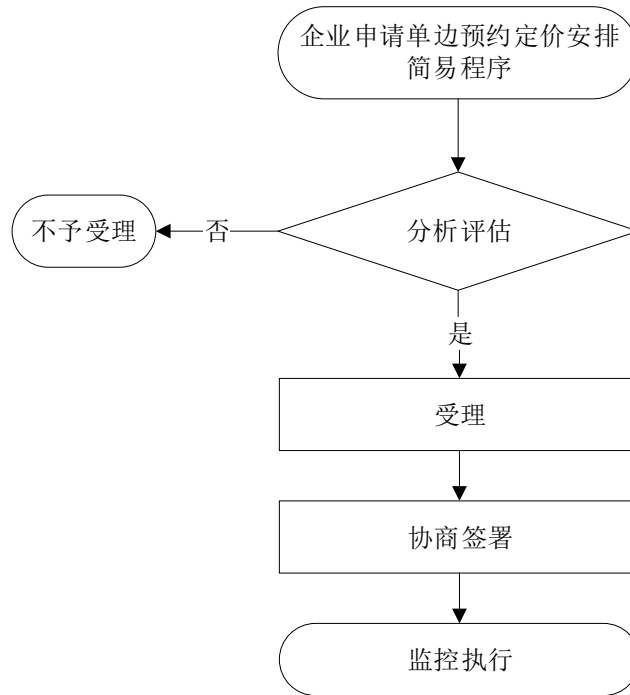 企业申请单边预约定价安排
简易程序
分析评估
否
不予受理
是
受理
协商签署
监控执行